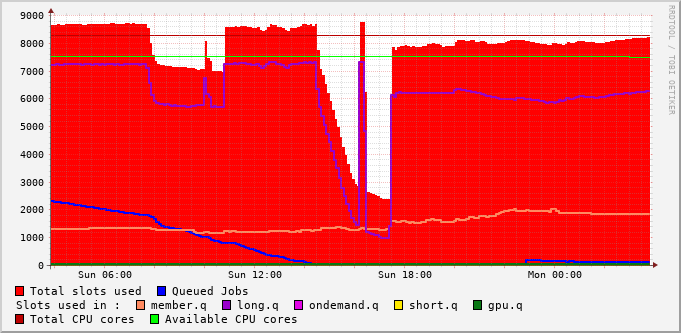 9000
8000
7000
6000
5000
4000
3000
2000
1000
0
Sun 06:00 Sun 12:00 Sun 18:00 Mon 00:00
RRDTOOL / TOBI OETIKER
Total slots used Queued Jobs
Slots used in : member.q long.q ondemand.q short.q gpu.q
Total CPU cores Available CPU cores